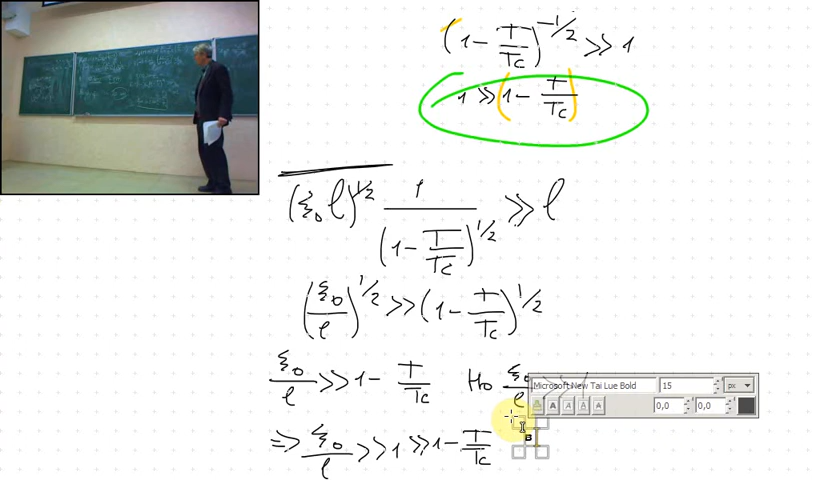 (1 - T/Tc)^{-1/2} >> 1
1 >> (1 - T/Tc)
(ξ₀ l)^{1/2} 1/(1 - T/Tc)^{1/2} >> l
(ξ₀/l)^{1/2} >> (1 - T/Tc)^{1/2}
ξ₀/l >> 1 - T/Tc Но ξ₀/l
=> ξ₀/l >> 1 >> 1 - T/Tc
Microsoft New Tai Lue Bold 15 px
A A A A 0,0 0,0
в